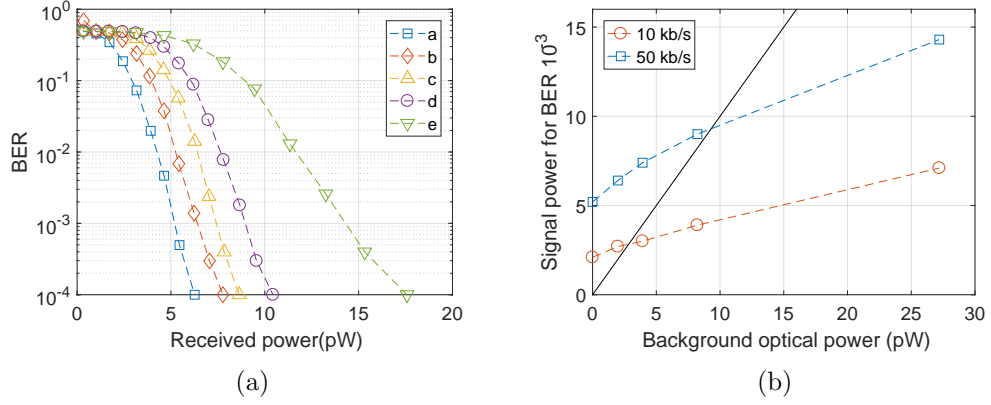 10^0
10^-1
10^-2
10^-3
10^-4
BER
0 5 10 15 20
Received power(pW)
a
b
c
d
e
(a)
15
10
5
0
Signal power for BER 10^-3
0 5 10 15 20 25 30
Background optical power (pW)
10 kb/s
50 kb/s
(b)